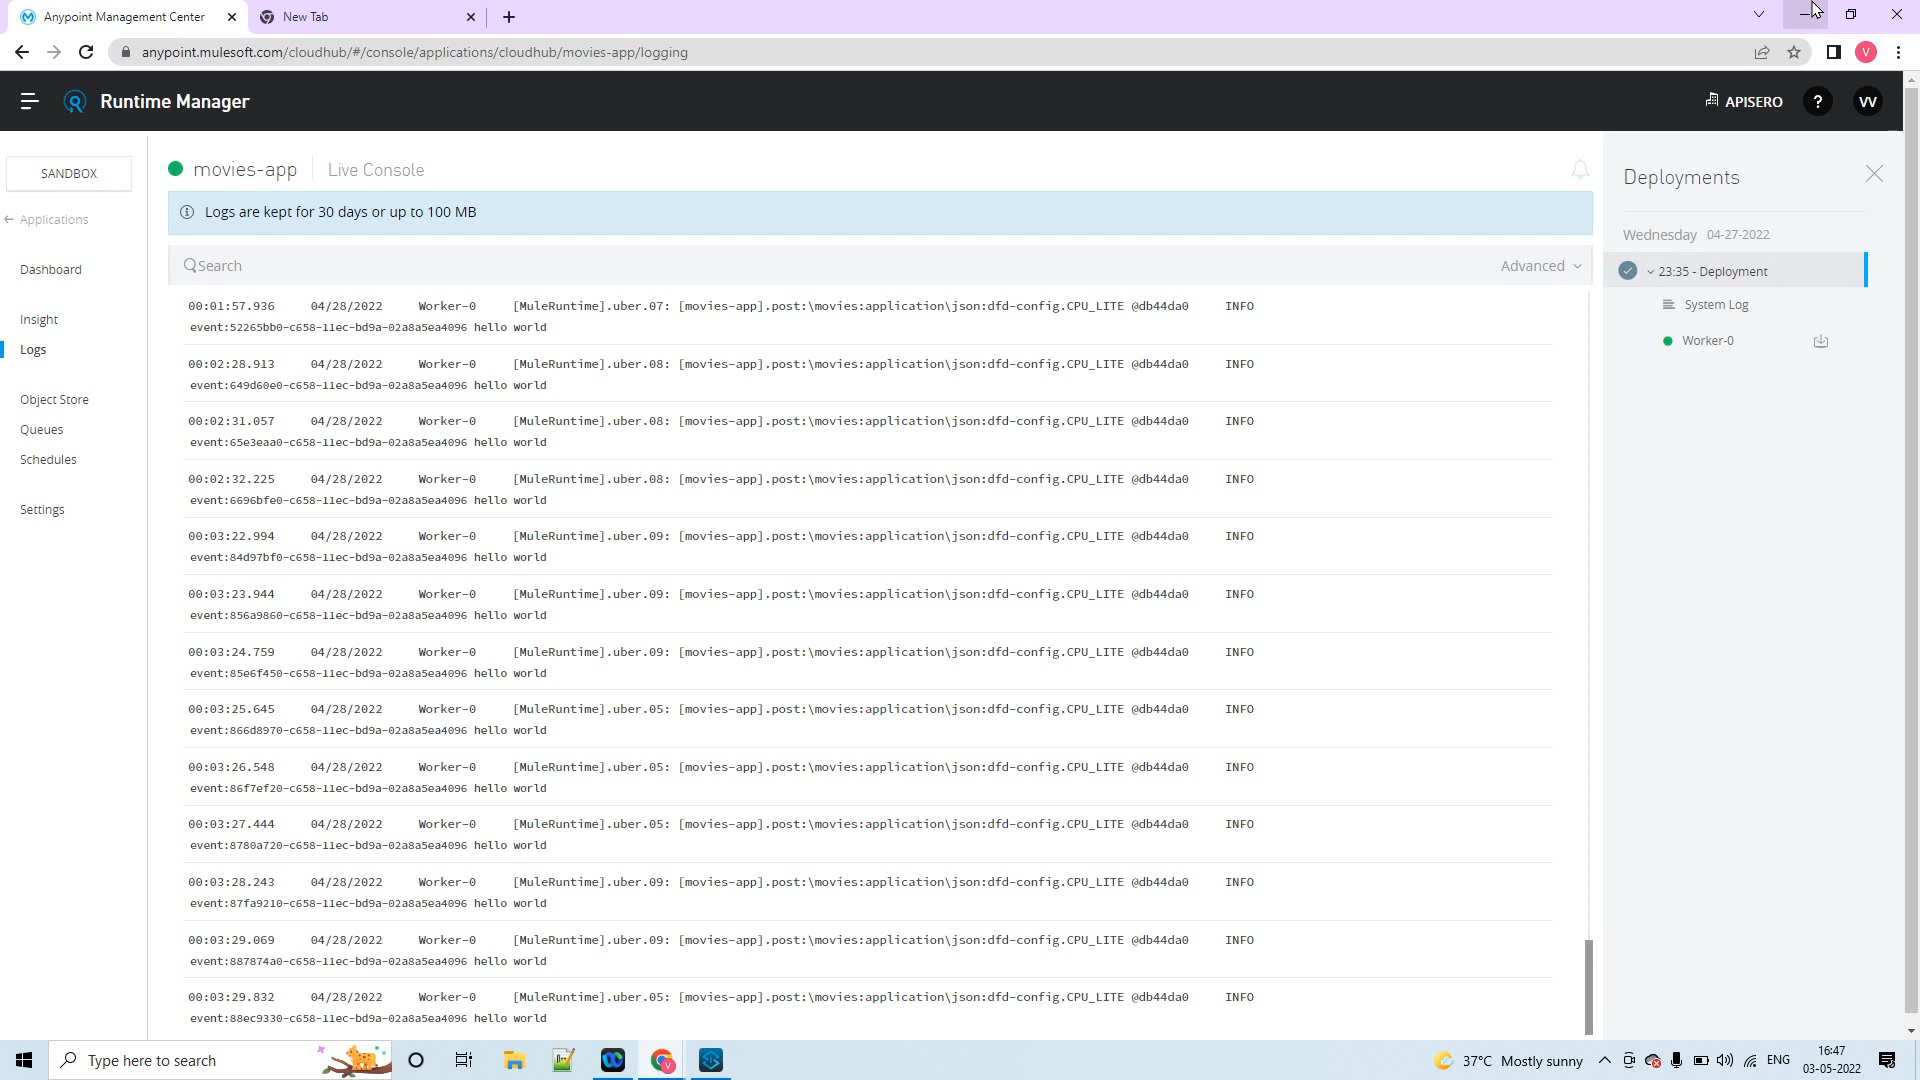 Anypoint Management Center
New Tab
anypoint.mulesoft.com/cloudhub/#/console/applications/cloudhub/movies-app/logging
V
Runtime Manager
APISERO
?
VV
SANDBOX
Applications
Dashboard
Insight
Logs
Object Store
Queues
Schedules
Settings
movies-app
Live Console
Logs are kept for 30 days or up to 100 MB
Search
Advanced
00:01:57.936 04/28/2022 Worker-0 [MuleRuntime].uber.07: [movies-app].post:\movies:application\json:dfd-config.CPU_LITE @db44da0 INFO
event:52265bb0-c658-11ec-bd9a-02a8a5ea4096 hello world
00:02:28.913 04/28/2022 Worker-0 [MuleRuntime].uber.08: [movies-app].post:\movies:application\json:dfd-config.CPU_LITE @db44da0 INFO
event:649d60e0-c658-11ec-bd9a-02a8a5ea4096 hello world
00:02:31.057 04/28/2022 Worker-0 [MuleRuntime].uber.08: [movies-app].post:\movies:application\json:dfd-config.CPU_LITE @db44da0 INFO
event:65e3eaa0-c658-11ec-bd9a-02a8a5ea4096 hello world
00:02:32.225 04/28/2022 Worker-0 [MuleRuntime].uber.08: [movies-app].post:\movies:application\json:dfd-config.CPU_LITE @db44da0 INFO
event:6696bfe0-c658-11ec-bd9a-02a8a5ea4096 hello world
00:03:22.994 04/28/2022 Worker-0 [MuleRuntime].uber.09: [movies-app].post:\movies:application\json:dfd-config.CPU_LITE @db44da0 INFO
event:84d97bf0-c658-11ec-bd9a-02a8a5ea4096 hello world
00:03:23.944 04/28/2022 Worker-0 [MuleRuntime].uber.09: [movies-app].post:\movies:application\json:dfd-config.CPU_LITE @db44da0 INFO
event:856a9860-c658-11ec-bd9a-02a8a5ea4096 hello world
00:03:24.759 04/28/2022 Worker-0 [MuleRuntime].uber.09: [movies-app].post:\movies:application\json:dfd-config.CPU_LITE @db44da0 INFO
event:85e6f450-c658-11ec-bd9a-02a8a5ea4096 hello world
00:03:25.645 04/28/2022 Worker-0 [MuleRuntime].uber.05: [movies-app].post:\movies:application\json:dfd-config.CPU_LITE @db44da0 INFO
event:866d8970-c658-11ec-bd9a-02a8a5ea4096 hello world
00:03:26.548 04/28/2022 Worker-0 [MuleRuntime].uber.05: [movies-app].post:\movies:application\json:dfd-config.CPU_LITE @db44da0 INFO
event:86f7ef20-c658-11ec-bd9a-02a8a5ea4096 hello world
00:03:27.444 04/28/2022 Worker-0 [MuleRuntime].uber.05: [movies-app].post:\movies:application\json:dfd-config.CPU_LITE @db44da0 INFO
event:8780a720-c658-11ec-bd9a-02a8a5ea4096 hello world
00:03:28.243 04/28/2022 Worker-0 [MuleRuntime].uber.09: [movies-app].post:\movies:application\json:dfd-config.CPU_LITE @db44da0 INFO
event:87fa9210-c658-11ec-bd9a-02a8a5ea4096 hello world
00:03:29.069 04/28/2022 Worker-0 [MuleRuntime].uber.09: [movies-app].post:\movies:application\json:dfd-config.CPU_LITE @db44da0 INFO
event:887874a0-c658-11ec-bd9a-02a8a5ea4096 hello world
00:03:29.832 04/28/2022 Worker-0 [MuleRuntime].uber.05: [movies-app].post:\movies:application\json:dfd-config.CPU_LITE @db44da0 INFO
event:88ec9330-c658-11ec-bd9a-02a8a5ea4096 hello world
Deployments
Wednesday 04-27-2022
23:35 - Deployment
System Log
Worker-0
Type here to search
37°C Mostly sunny
ENG
16:47
03-05-2022